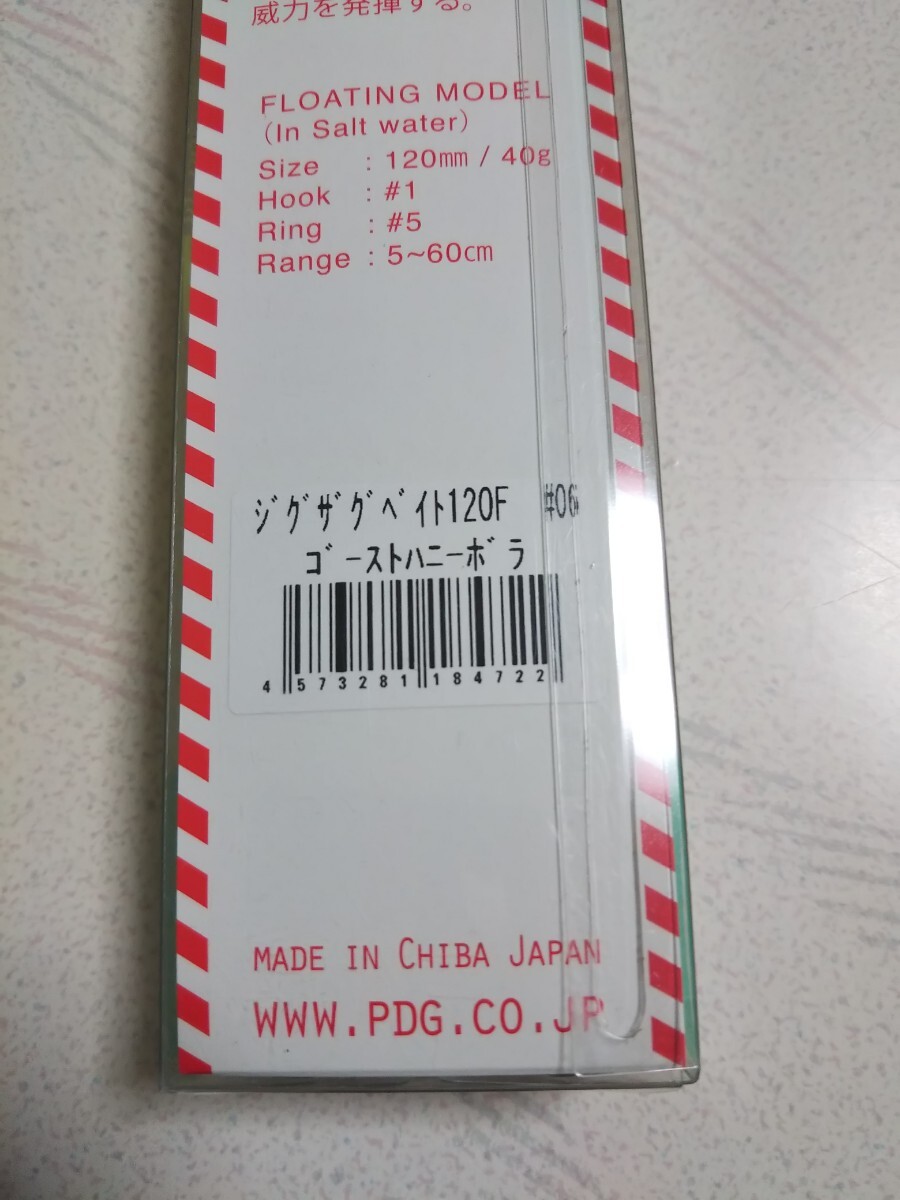 威力を発揮する。
FLOATING MODEL
(In Salt water)
Size : 120㎜ / 40g
Hook : #1
Ring : #5
Range : 5~60㎝
ｼﾞｸﾞｻﾞｸﾞﾍﾞｲﾄ120F #06
ｺﾞｰｽﾄﾊﾆｰﾎﾞﾗ
4 573281 184722
MADE IN CHIBA JAPAN
WWW.PDG.CO.JP